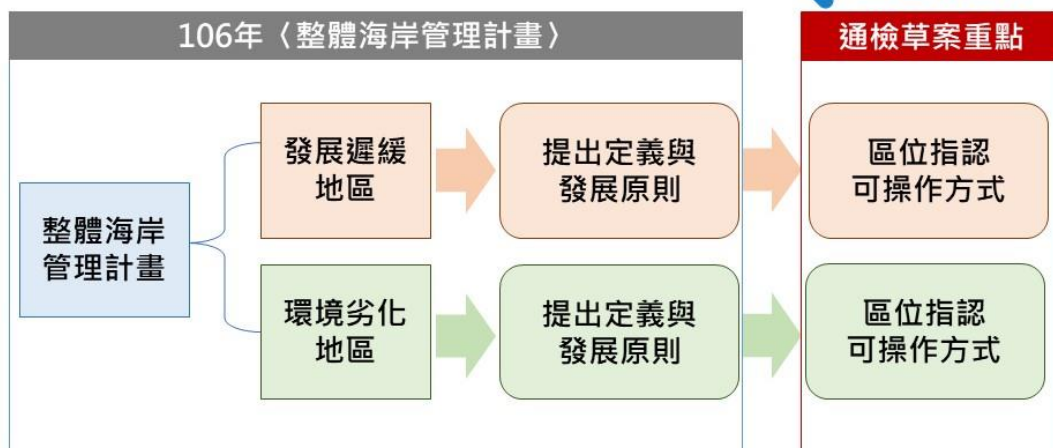 106年〈整體海岸管理計畫〉
通檢草案重點
整體海岸
管理計畫
發展遲緩
地區
提出定義與
發展原則
區位指認
可操作方式
環境劣化
地區
提出定義與
發展原則
區位指認
可操作方式